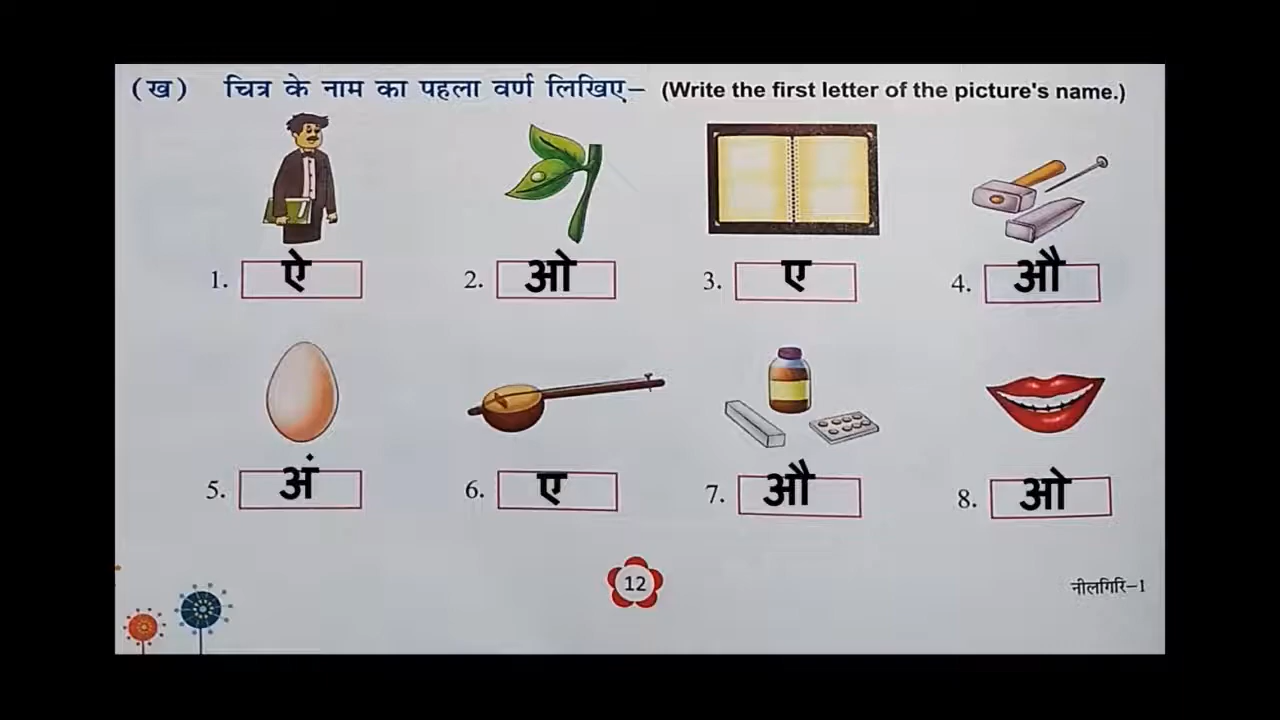 (ख) चित्र के नाम का पहला वर्ण लिखिए– (Write the first letter of the picture's name.)
1. ऐ 2. ओ 3. ए 4. औ
5. अं 6. ए 7. औ 8. ओ
12
नीलगिरि–1